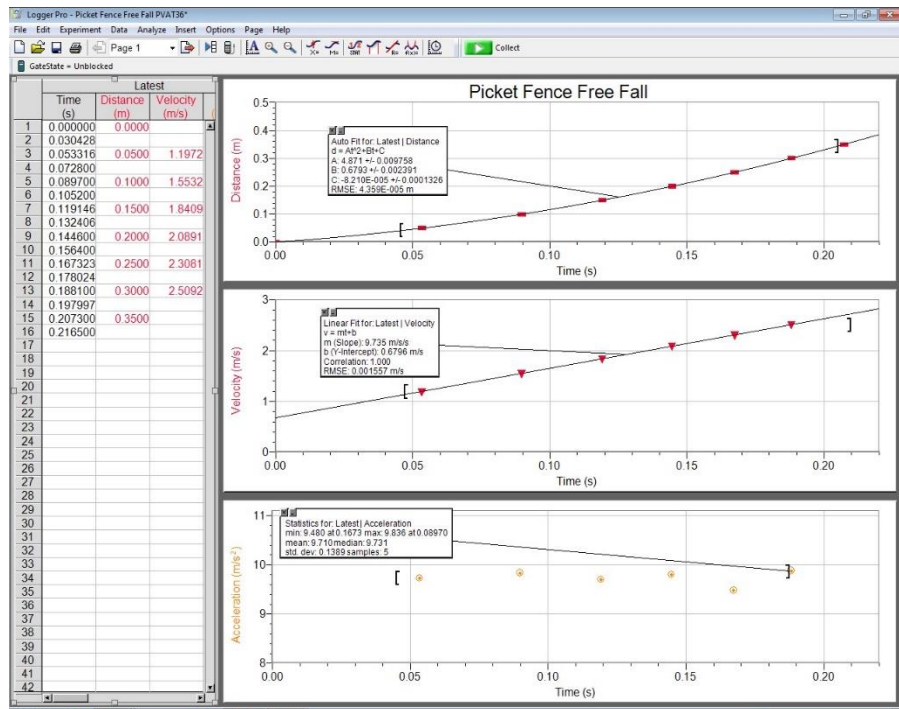 Logger Pro - Picket Fence Free Fall PVAT36*
File Edit Experiment Data Analyze Insert Options Page Help
Page 1
Collect
GateState = Unblocked
Latest
Time Distance Velocity
(s) (m) (m/s)
1 0.000000 0.0000
2 0.030428
3 0.053316 0.0500 1.1972
4 0.072800
5 0.089700 0.1000 1.5532
6 0.105200
7 0.119146 0.1500 1.8409
8 0.132406
9 0.144600 0.2000 2.0891
10 0.156400
11 0.167323 0.2500 2.3081
12 0.178024
13 0.188100 0.3000 2.5092
14 0.197997
15 0.207300 0.3500
16 0.216500
17
18
19
20
21
22
23
24
25
26
27
28
29
30
31
32
33
34
35
36
37
38
39
40
41
42
Picket Fence Free Fall
0.5
0.4
0.3
0.2
0.1
0.0
Distance (m)
Auto Fit for: Latest | Distance
d = At^2+Bt+C
A: 4.871 +/- 0.009758
B: 0.6793 +/- 0.002391
C: -8.210E-005 +/- 0.0001326
RMSE: 4.359E-005 m
0.00 0.05 0.10 0.15 0.20
Time (s)
3
2
1
0
Velocity (m/s)
Linear Fit for: Latest | Velocity
v = mt+b
m (Slope): 9.735 m/s/s
b (Y-Intercept): 0.6796 m/s
Correlation: 1.000
RMSE: 0.001557 m/s
0.00 0.05 0.10 0.15 0.20
Time (s)
11
10
9
8
Acceleration (m/s²)
Statistics for: Latest | Acceleration
min: 9.480 at 0.1673 max: 9.836 at 0.08970
mean: 9.710 median: 9.731
std. dev: 0.1389 samples: 5
0.00 0.05 0.10 0.15 0.20
Time (s)